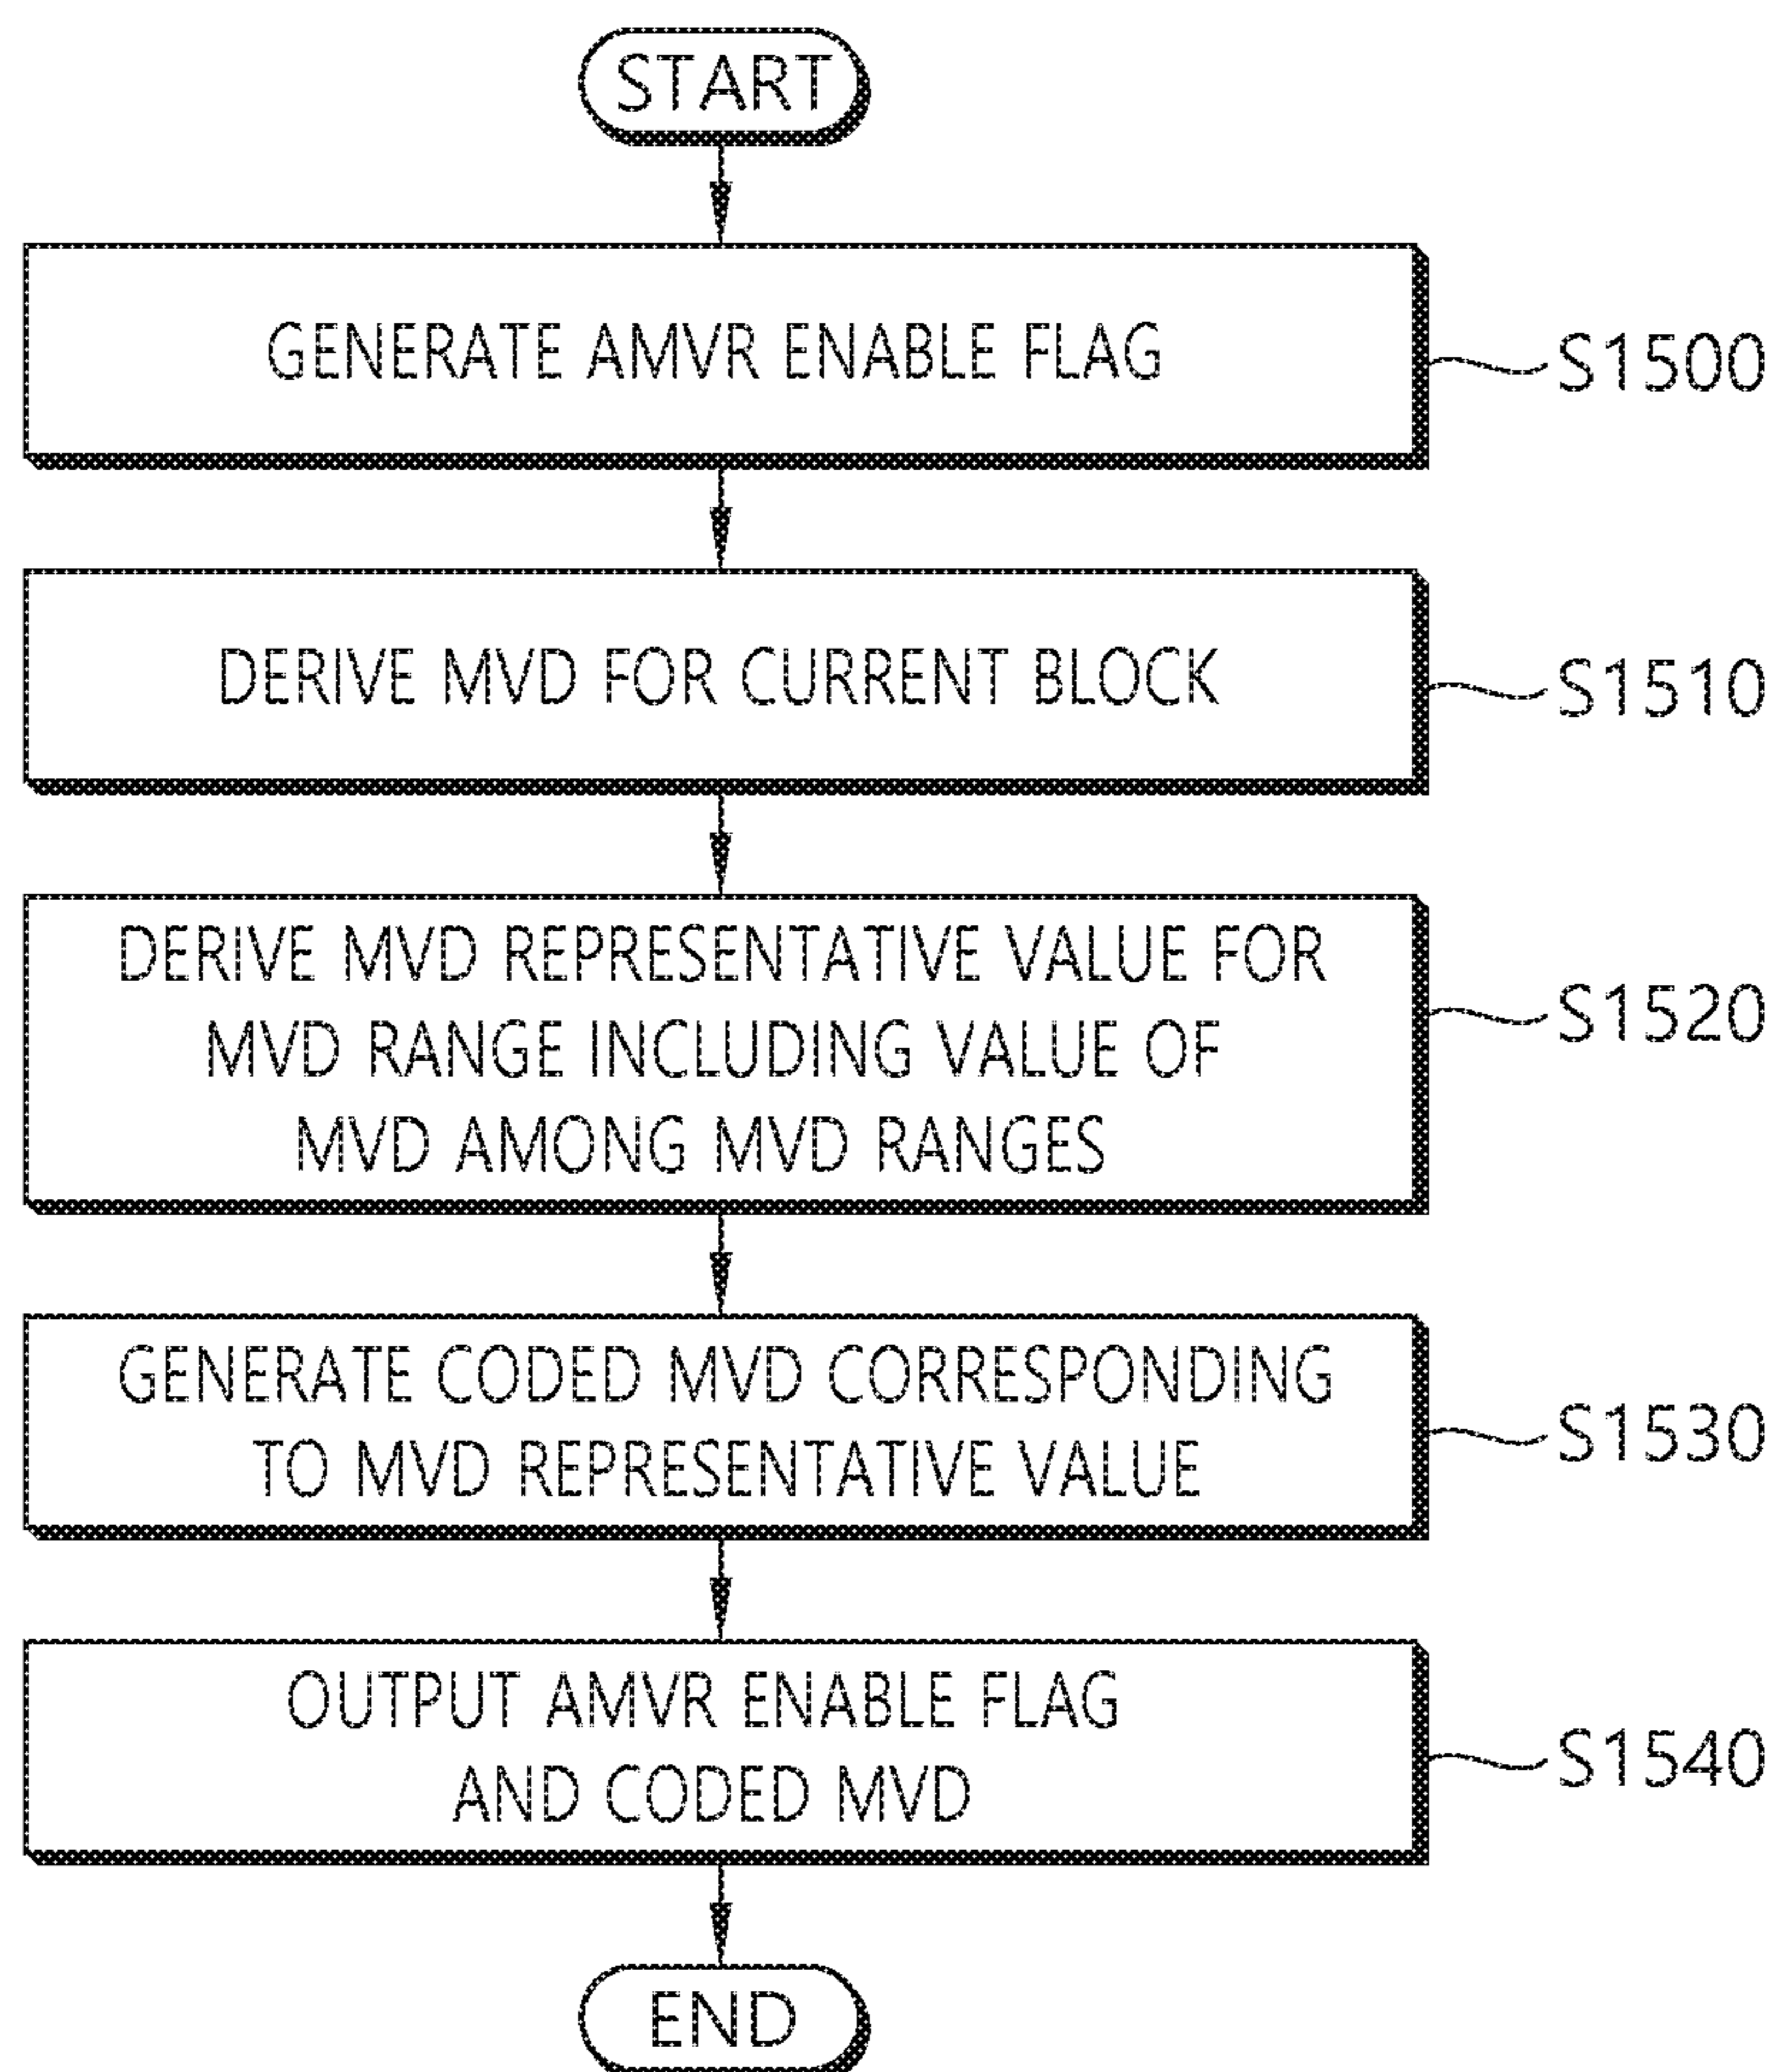 START
GENERATE AMVR ENABLE FLAG
S1500
DERIVE MVD FOR CURRENT BLOCK
S1510
DERIVE MVD REPRESENTATIVE VALUE FOR
MVD RANGE INCLUDING VALUE OF
MVD AMONG MVD RANGES
S1520
GENERATE CODED MVD CORRESPONDING
TO MVD REPRESENTATIVE VALUE
S1530
OUTPUT AMVR ENABLE FLAG
AND CODED MVD
S1540
END